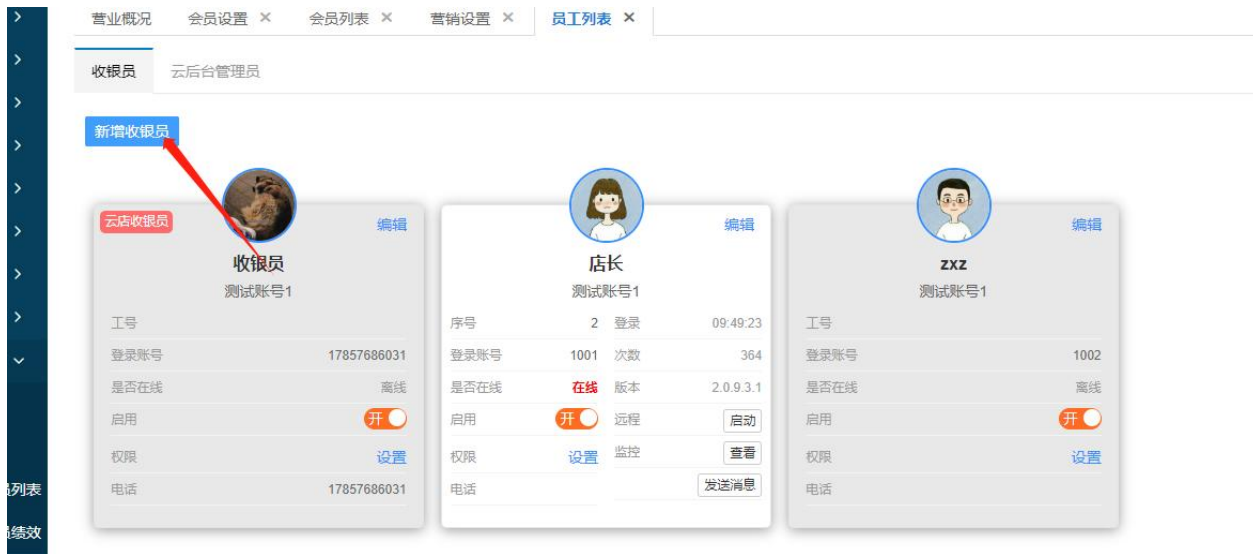 营业概况 会员设置 × 会员列表 × 营销设置 × 员工列表 ×
收银员 云后台管理员
新增收银员
云店收银员 编辑 编辑 编辑
收银员 店长 zxz
测试账号1 测试账号1 测试账号1
工号 序号 2 登录 09:49:23 工号
登录账号 17857686031 登录账号 1001 次数 364 登录账号 1002
是否在线 离线 是否在线 在线 版本 2.0.9.3.1 是否在线 离线
启用 开 启用 开 远程 启动 启用 开
权限 设置 权限 设置 监控 查看 权限 设置
列表 电话 17857686031 电话 发送消息 电话
绩效